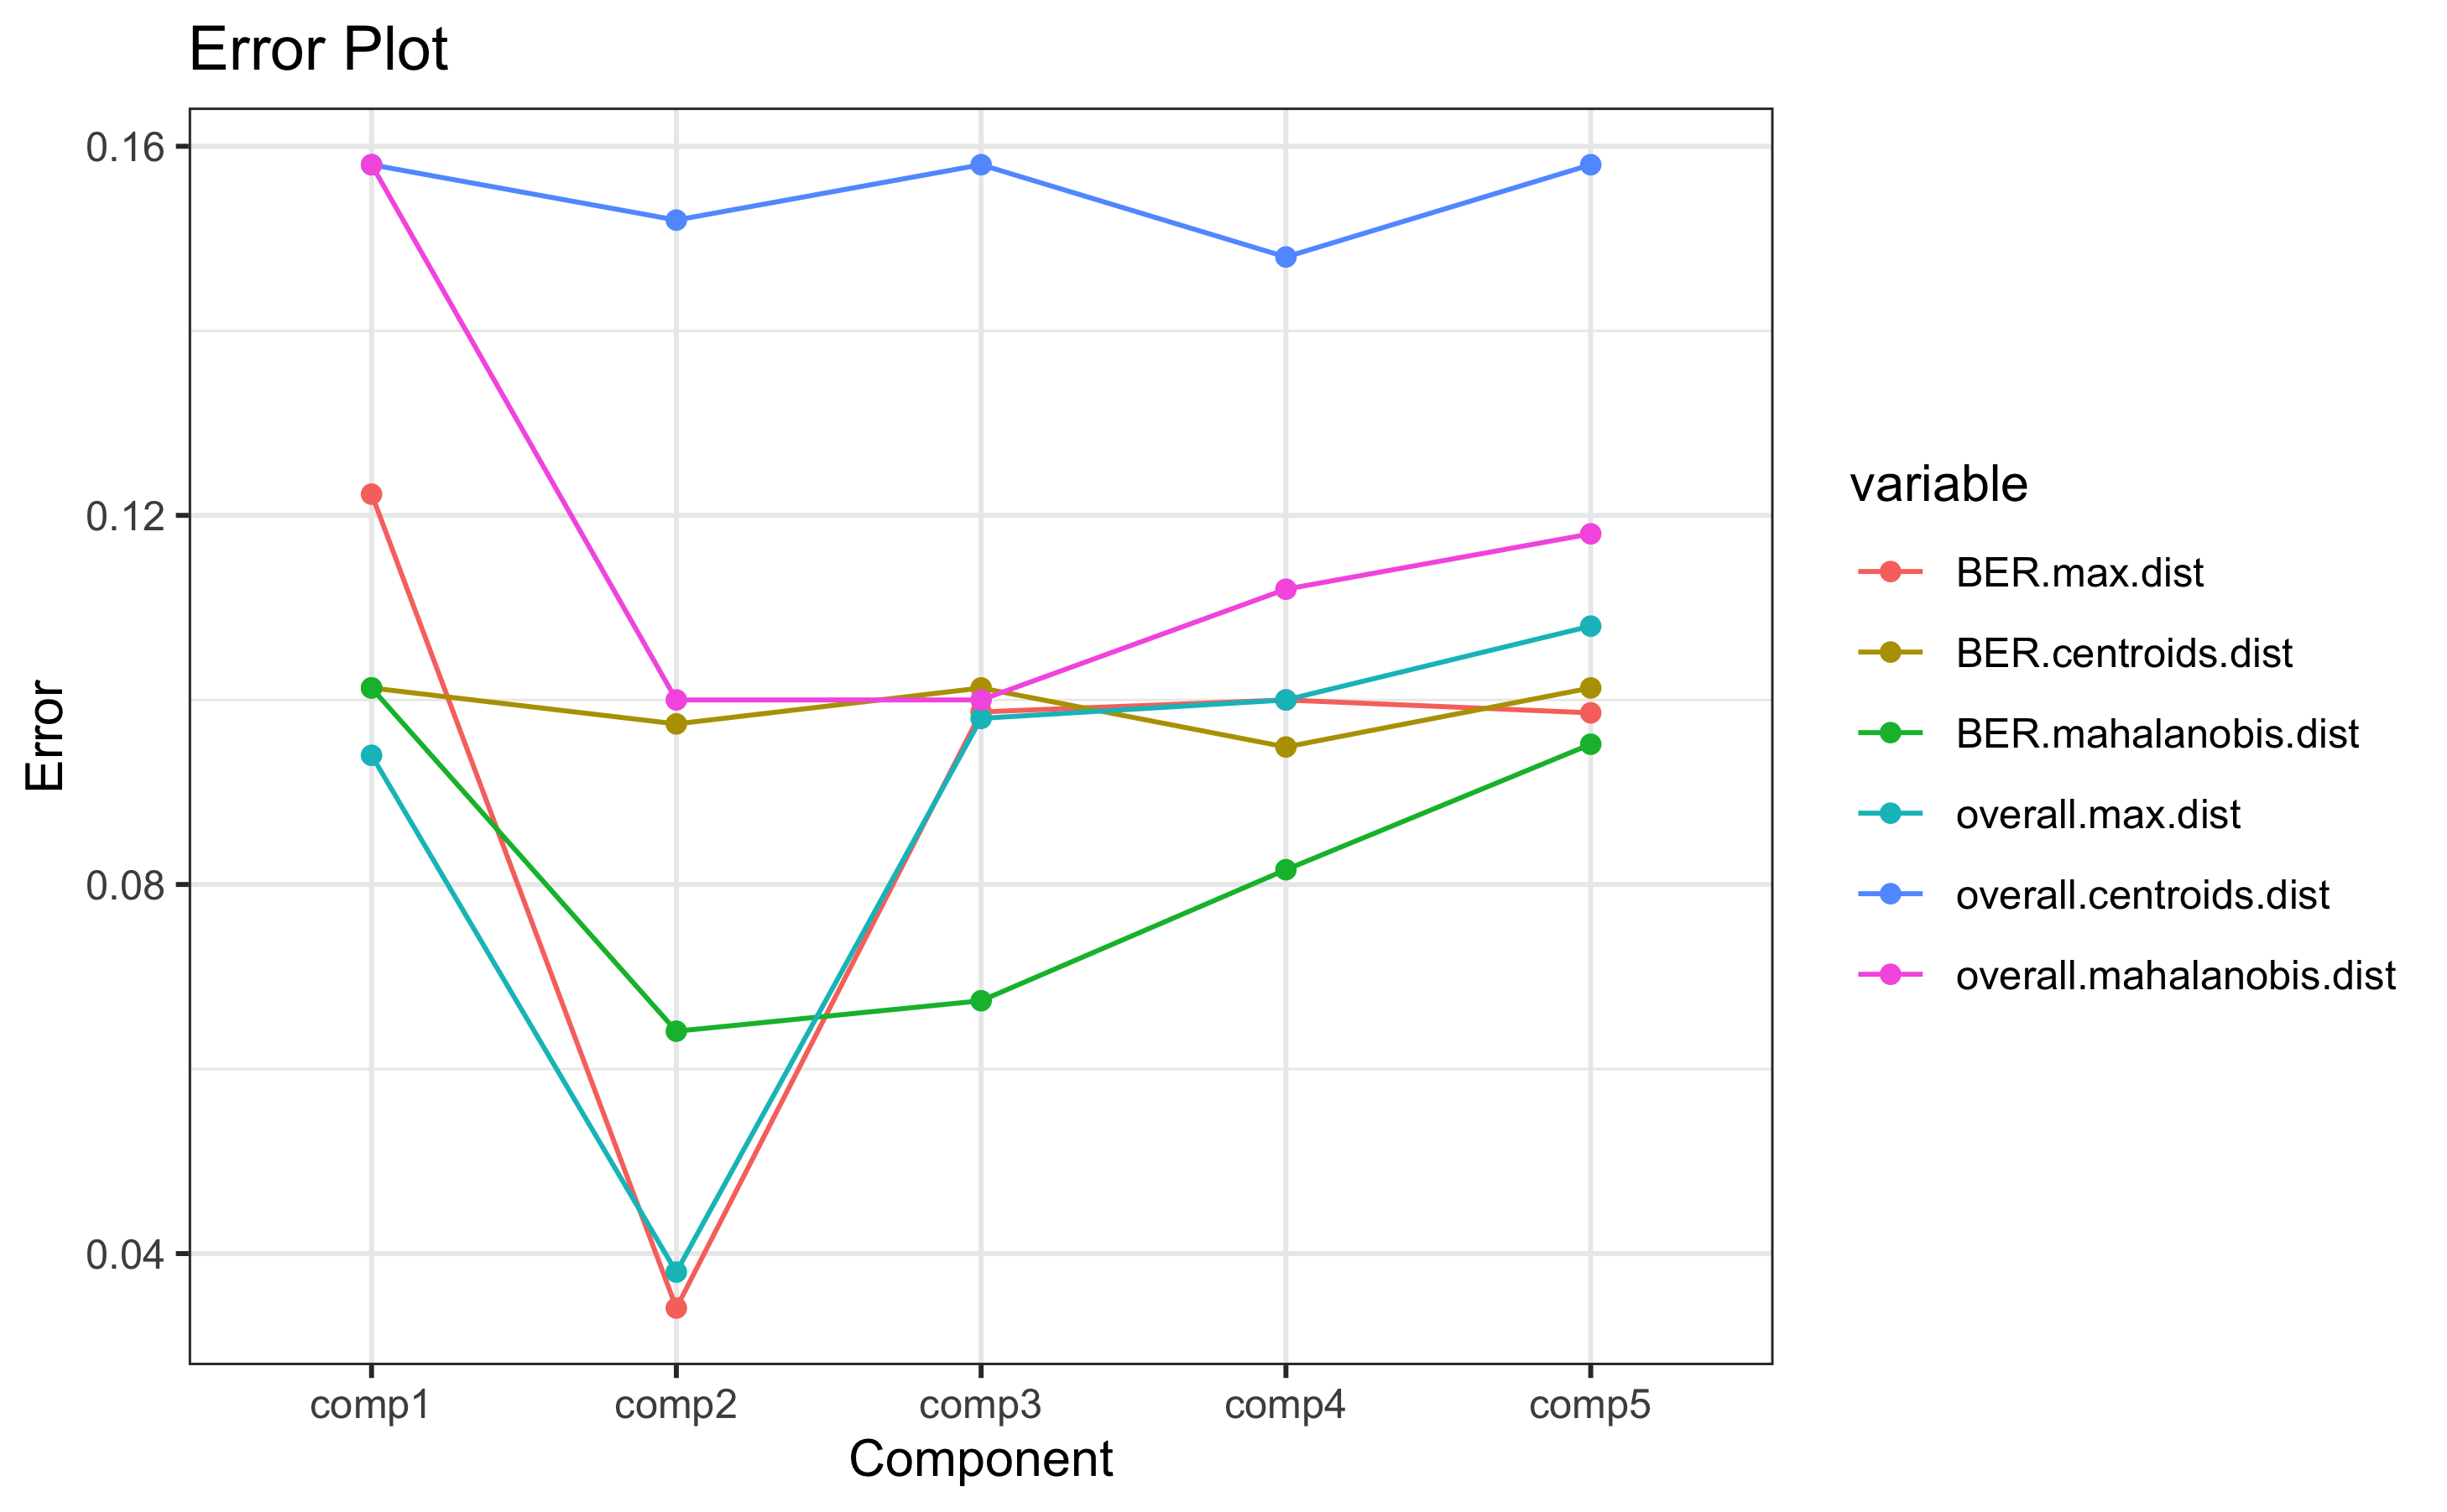 Error Plot
0.16
0.12
0.08
0.04
Error
comp1 comp2 comp3 comp4 comp5
Component
variable
BER.max.dist
BER.centroids.dist
BER.mahalanobis.dist
overall.max.dist
overall.centroids.dist
overall.mahalanobis.dist